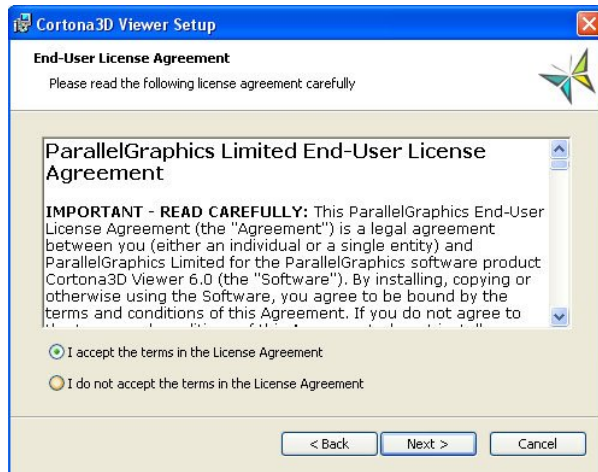 Cortona3D Viewer Setup
End-User License Agreement
Please read the following license agreement carefully
ParallelGraphics Limited End-User License
Agreement
IMPORTANT - READ CAREFULLY: This ParallelGraphics End-User
License Agreement (the "Agreement") is a legal agreement
between you (either an individual or a single entity) and
ParallelGraphics Limited for the ParallelGraphics software product
Cortona3D Viewer 6.0 (the "Software"). By installing, copying or
otherwise using the Software, you agree to be bound by the
terms and conditions of this Agreement. If you do not agree to
I accept the terms in the License Agreement
I do not accept the terms in the License Agreement
< Back
Next >
Cancel